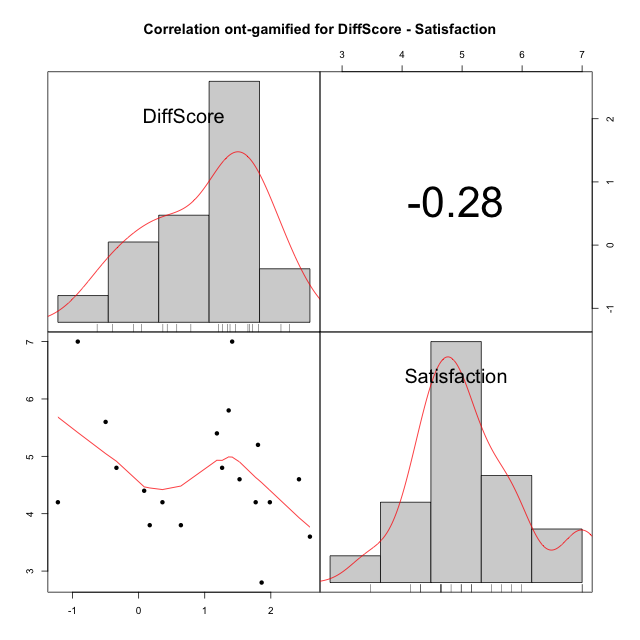 Correlation ont-gamified for DiffScore - Satisfaction
3 4 5 6 7
DiffScore
-0.28
2
1
0
-1
7
6
5
4
3
Satisfaction
-1 0 1 2